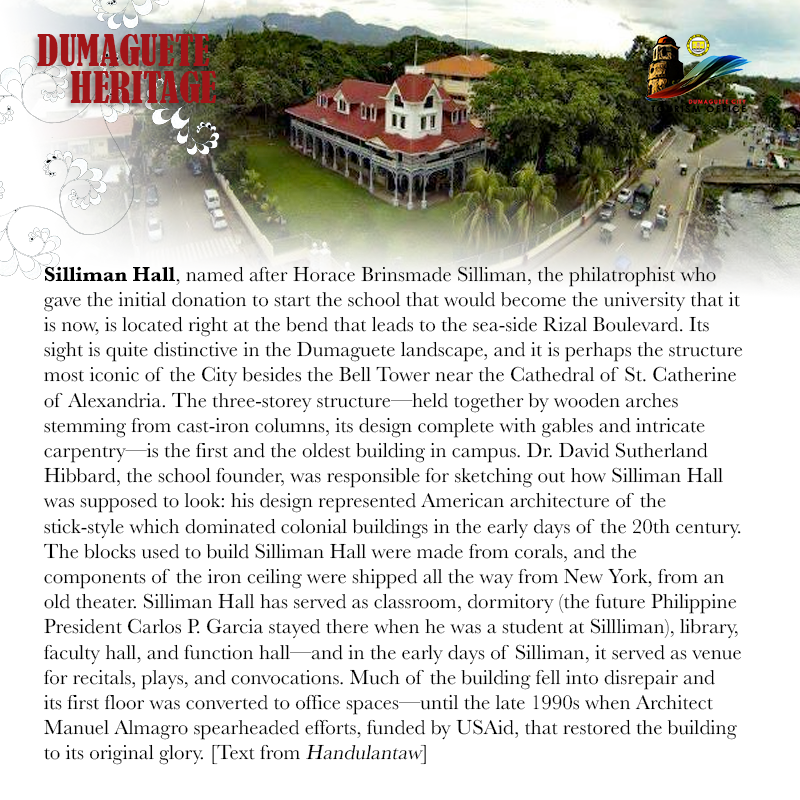 DUMAGUETE
HERITAGE
DUMAGUETE CITY
Silliman Hall, named after Horace Brinsmade Silliman, the philatrophist who
gave the initial donation to start the school that would become the university that it
is now, is located right at the bend that leads to the sea-side Rizal Boulevard. Its
sight is quite distinctive in the Dumaguete landscape, and it is perhaps the structure
most iconic of the City besides the Bell Tower near the Cathedral of St. Catherine
of Alexandria. The three-storey structure—held together by wooden arches
stemming from cast-iron columns, its design complete with gables and intricate
carpentry—is the first and the oldest building in campus. Dr. David Sutherland
Hibbard, the school founder, was responsible for sketching out how Silliman Hall
was supposed to look: his design represented American architecture of the
stick-style which dominated colonial buildings in the early days of the 20th century.
The blocks used to build Silliman Hall were made from corals, and the
components of the iron ceiling were shipped all the way from New York, from an
old theater. Silliman Hall has served as classroom, dormitory (the future Philippine
President Carlos P. Garcia stayed there when he was a student at Sillliman), library,
faculty hall, and function hall—and in the early days of Silliman, it served as venue
for recitals, plays, and convocations. Much of the building fell into disrepair and
its first floor was converted to office spaces—until the late 1990s when Architect
Manuel Almagro spearheaded efforts, funded by USAid, that restored the building
to its original glory. [Text from Handulantaw]